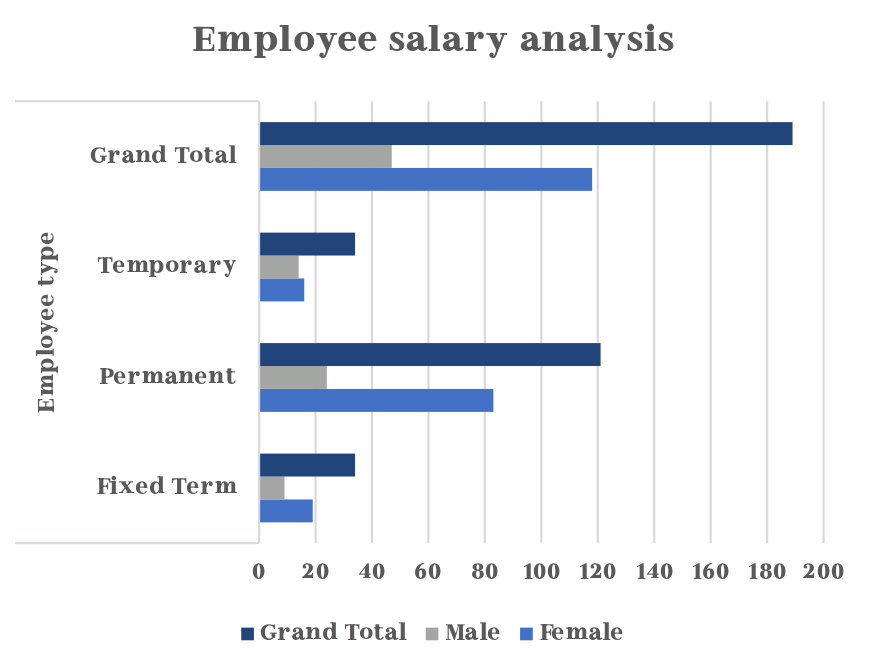 Employee salary analysis
Employee type
Grand Total
Temporary
Permanent
Fixed Term
0 20 40 60 80 100 120 140 160 180 200
Grand Total Male Female